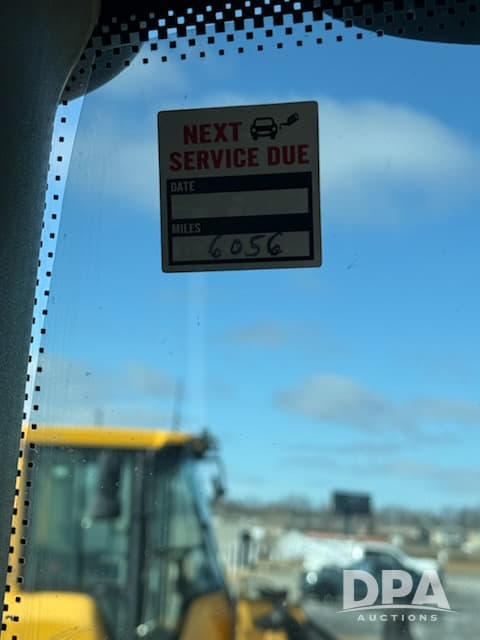 NEXT
SERVICE DUE
DATE
MILES
6056
DPA
AUCTIONS